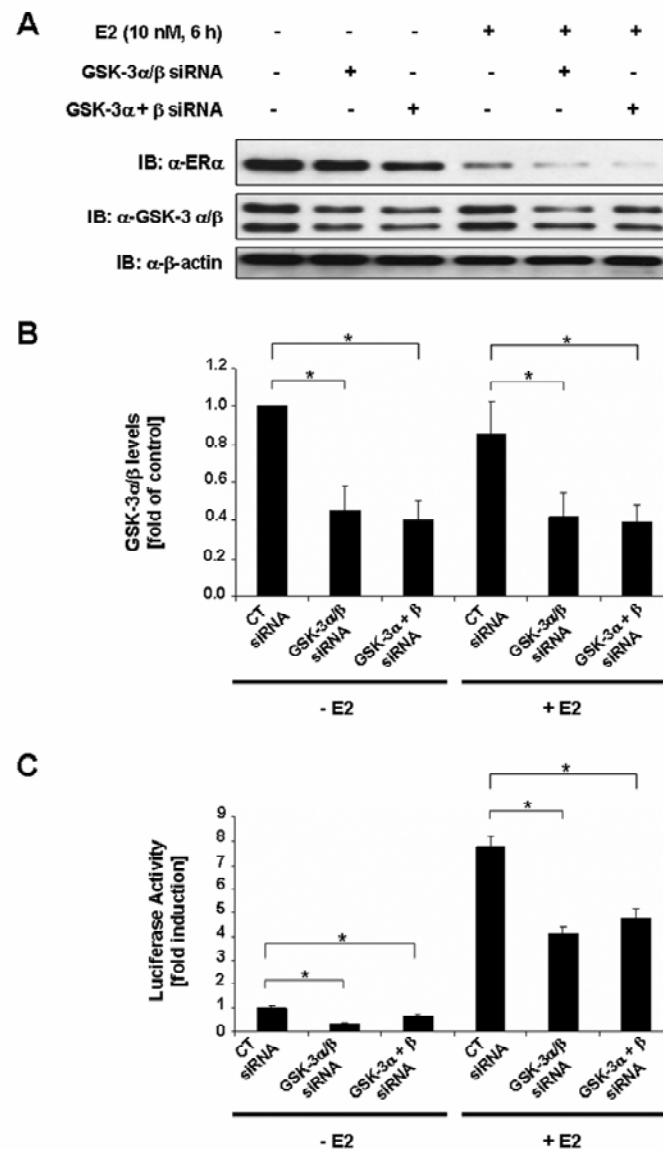 A
E2 (10 nM, 6 h) - - - + + +
GSK-3α/β siRNA - + - - + -
GSK-3α + β siRNA - - + - - +
IB: α-ERα
IB: α-GSK-3 α/β
IB: α-β-actin
B
GSK-3α/β levels
[fold of control]
1.2
1.0
0.8
0.6
0.4
0.2
0.0
* * * *
CT siRNA
GSK-3α/β siRNA
GSK-3α + β siRNA
CT siRNA
GSK-3α/β siRNA
GSK-3α + β siRNA
- E2
+ E2
C
Luciferase Activity
[fold induction]
9
8
7
6
5
4
3
2
1
0
* * * *
CT siRNA
GSK-3α/β siRNA
GSK-3α + β siRNA
CT siRNA
GSK-3α/β siRNA
GSK-3α + β siRNA
- E2
+ E2